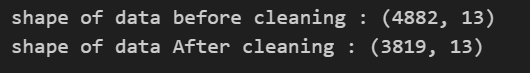 shape of data before cleaning : (4882, 13)
shape of data After cleaning : (3819, 13)